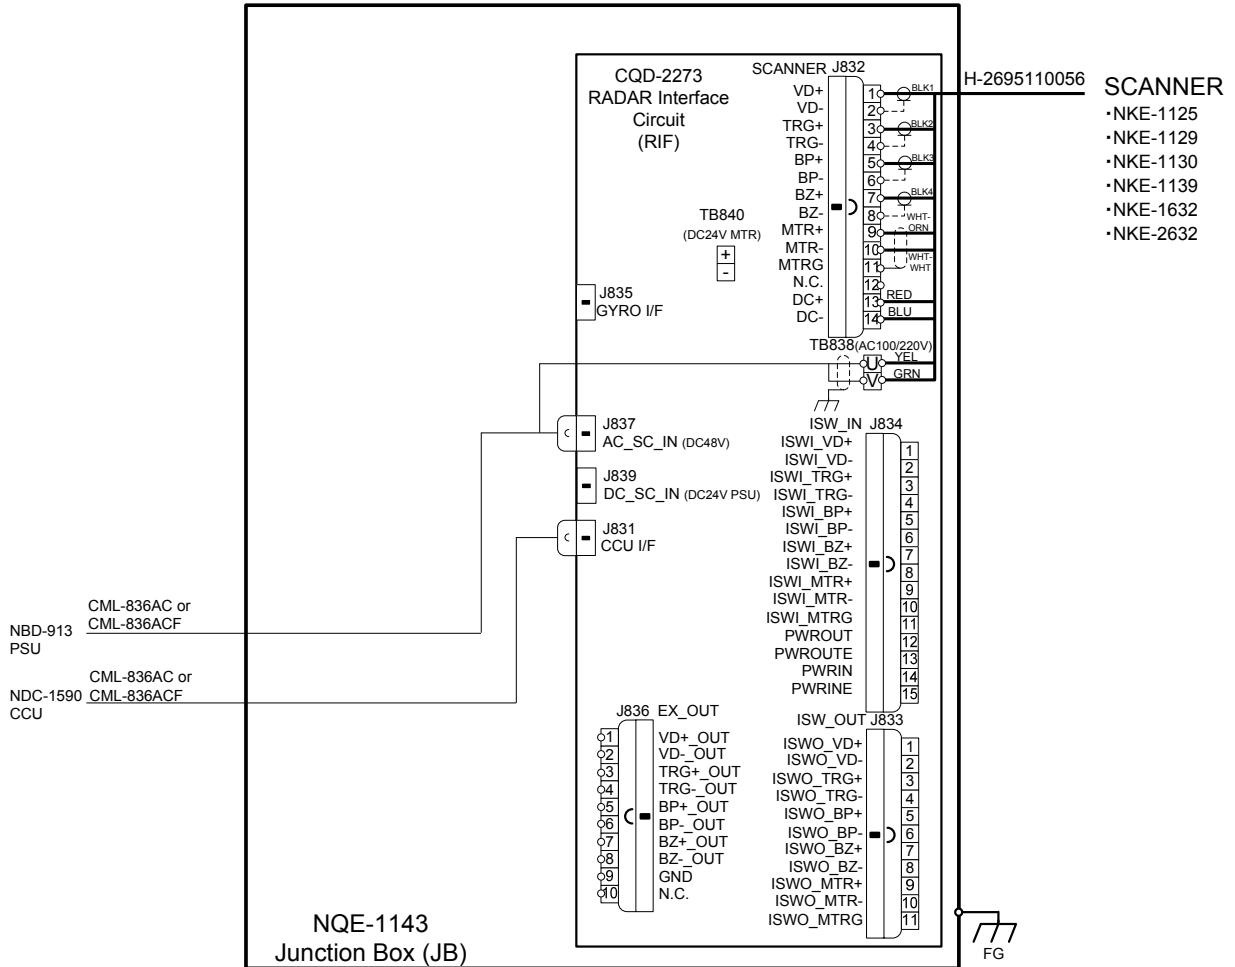 CQD-2273
RADAR Interface
Circuit
(RIF)
SCANNER J832
VD+ 1 BLK1
VD- 2
TRG+ 3 BLK2
TRG- 4
BP+ 5 BLK3
BP- 6
BZ+ 7 BLK4
BZ- 8 WHT-
ORN
MTR+ 9
MTR- 10
WHT-
WHT
MTRG 11
N.C. 12
DC+ 13 RED
DC- 14 BLU
H-2695110056
SCANNER
・NKE-1125
・NKE-1129
・NKE-1130
・NKE-1139
・NKE-1632
・NKE-2632
TB840
(DC24V MTR)
+
-
J835
GYRO I/F
TB838(AC100/220V)
U YEL
V GRN
J837
AC_SC_IN (DC48V)
J839
DC_SC_IN (DC24V PSU)
J831
CCU I/F
ISW_IN J834
ISWI_VD+ 1
ISWI_VD- 2
ISWI_TRG+ 3
ISWI_TRG- 4
ISWI_BP+ 5
ISWI_BP- 6
ISWI_BZ+ 7
ISWI_BZ- 8
ISWI_MTR+ 9
ISWI_MTR- 10
ISWI_MTRG 11
PWROUT 12
PWROUTE 13
PWRIN 14
PWRINE 15
NBD-913
PSU
CML-836AC or
CML-836ACF
NDC-1590
CCU
CML-836AC or
CML-836ACF
J836 EX_OUT
1 VD+_OUT
2 VD-_OUT
3 TRG+_OUT
4 TRG-_OUT
5 BP+_OUT
6 BP-_OUT
7 BZ+_OUT
8 BZ-_OUT
9 GND
10 N.C.
ISW_OUT J833
ISWO_VD+ 1
ISWO_VD- 2
ISWO_TRG+ 3
ISWO_TRG- 4
ISWO_BP+ 5
ISWO_BP- 6
ISWO_BZ+ 7
ISWO_BZ- 8
ISWO_MTR+ 9
ISWO_MTR- 10
ISWO_MTRG 11
NQE-1143
Junction Box (JB)
FG